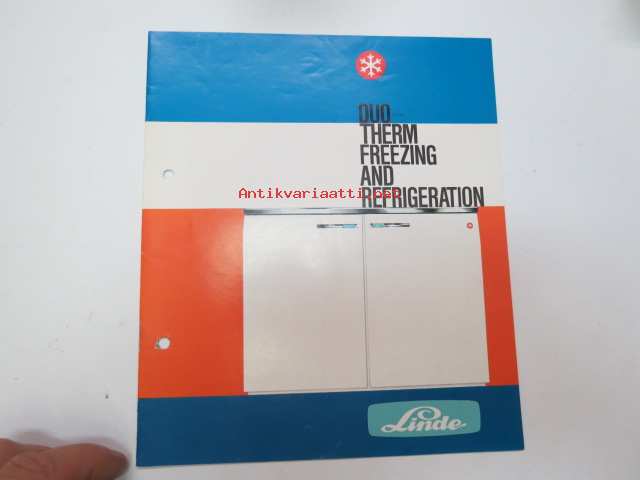 DUO
THERM
FREEZING
AND
REFRIGERATION
Antikvariaatti.net
Linde